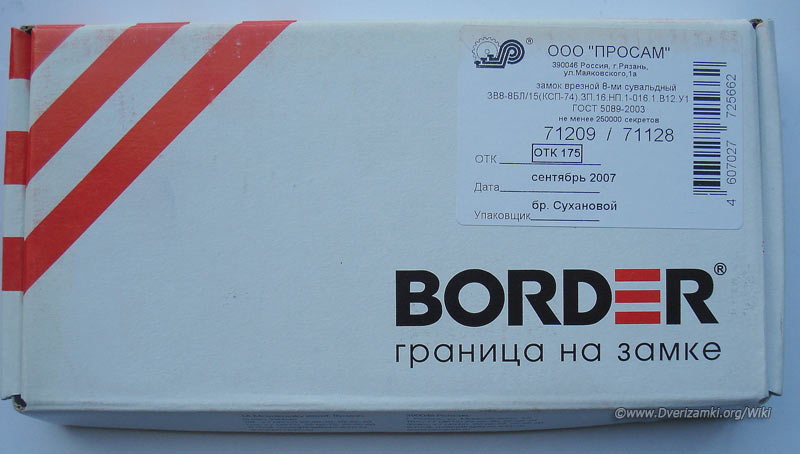 ООО "ПРОСАМ"
390046 Россия, г.Рязань,
ул.Маяковского,1а
замок врезной 8-ми сувальдный
ЗВ8-8БЛ/15(КСП-74).ЗП.16.НП.1-016.1.В12.У1
ГОСТ 5089-2003
не менее 250000 секретов
71209 / 71128
ОТК ОТК 175
Дата сентябрь 2007
Упаковщик бр. Сухановой
4 607027 725662
BORDER®
граница на замке
©www.Dverizamki.org/Wiki